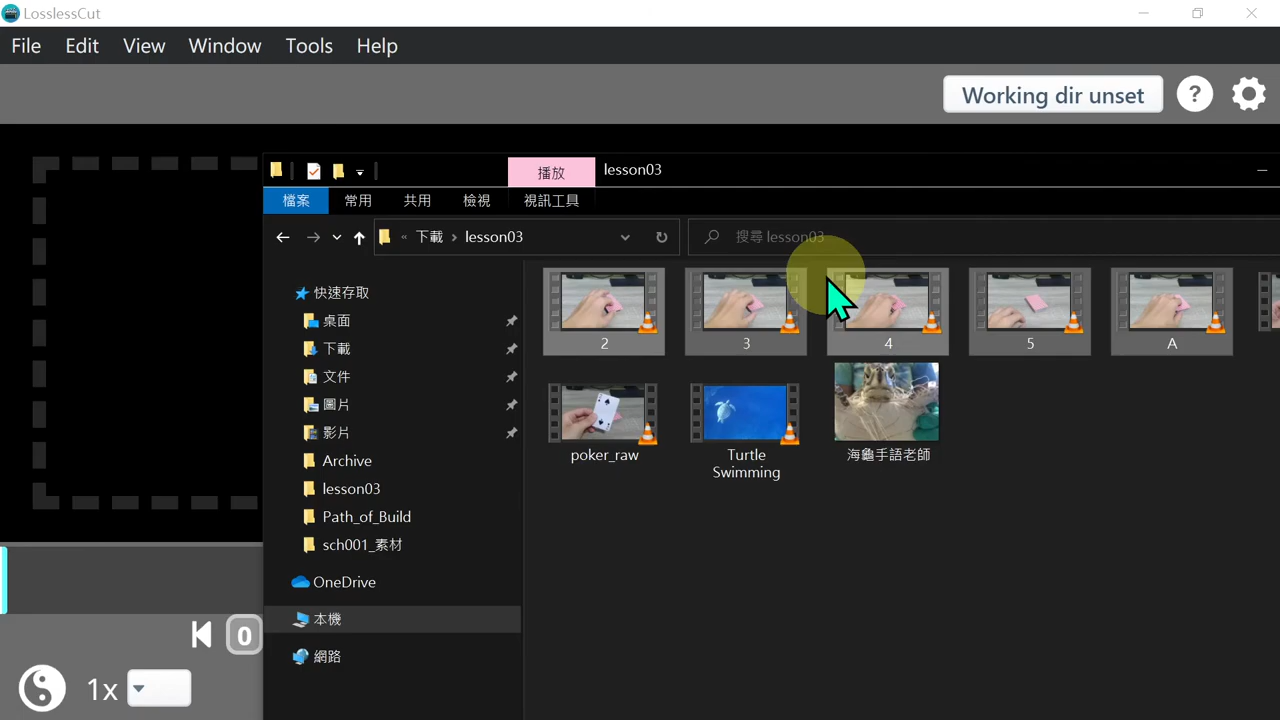 LosslessCut
File Edit View Window Tools Help
Working dir unset
?
播放
lesson03
檔案 常用 共用 檢視 視訊工具
« 下載 › lesson03
搜尋 lesson03
快速存取
桌面
下載
文件
圖片
影片
Archive
lesson03
Path_of_Build
sch001_素材
OneDrive
本機
網路
2 3 4 5 A
poker_raw
Turtle
Swimming
海龜手語老師
0
1x